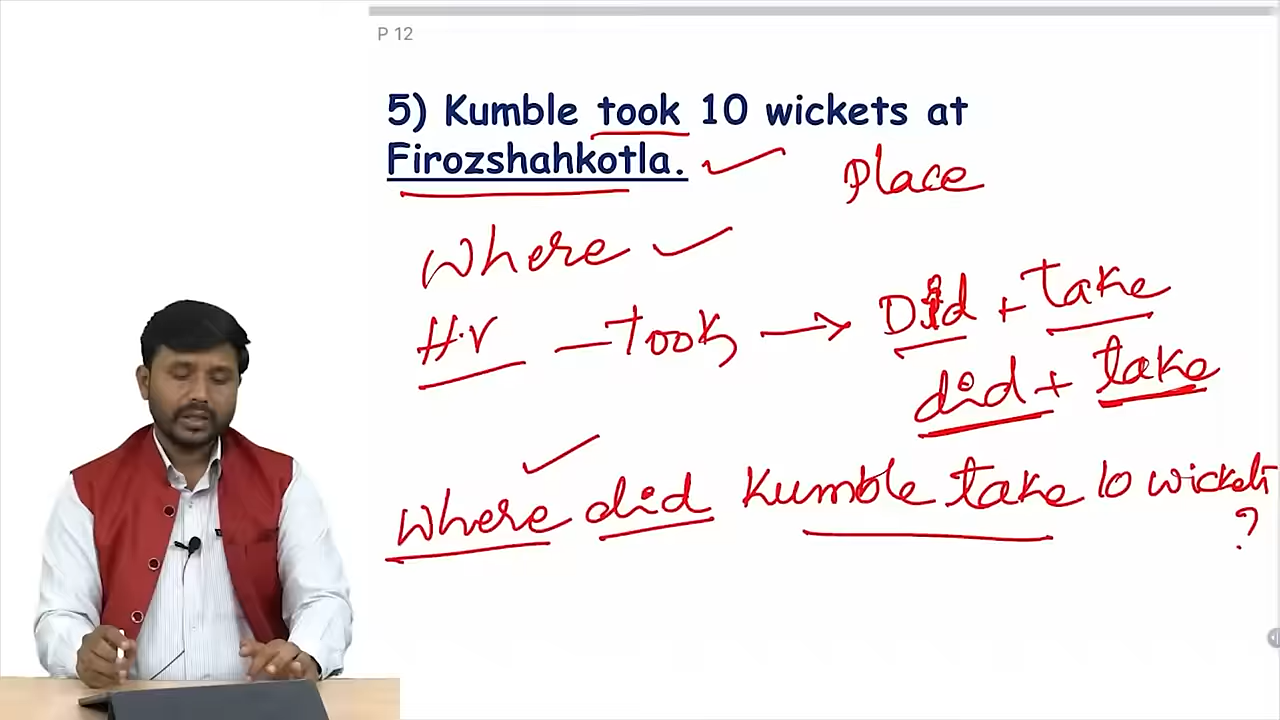 P 12
5) Kumble took 10 wickets at
Firozshahkotla.
Place
Where
H.V - Took → Did + take
did + take
Where did Kumble take 10 wickets
?